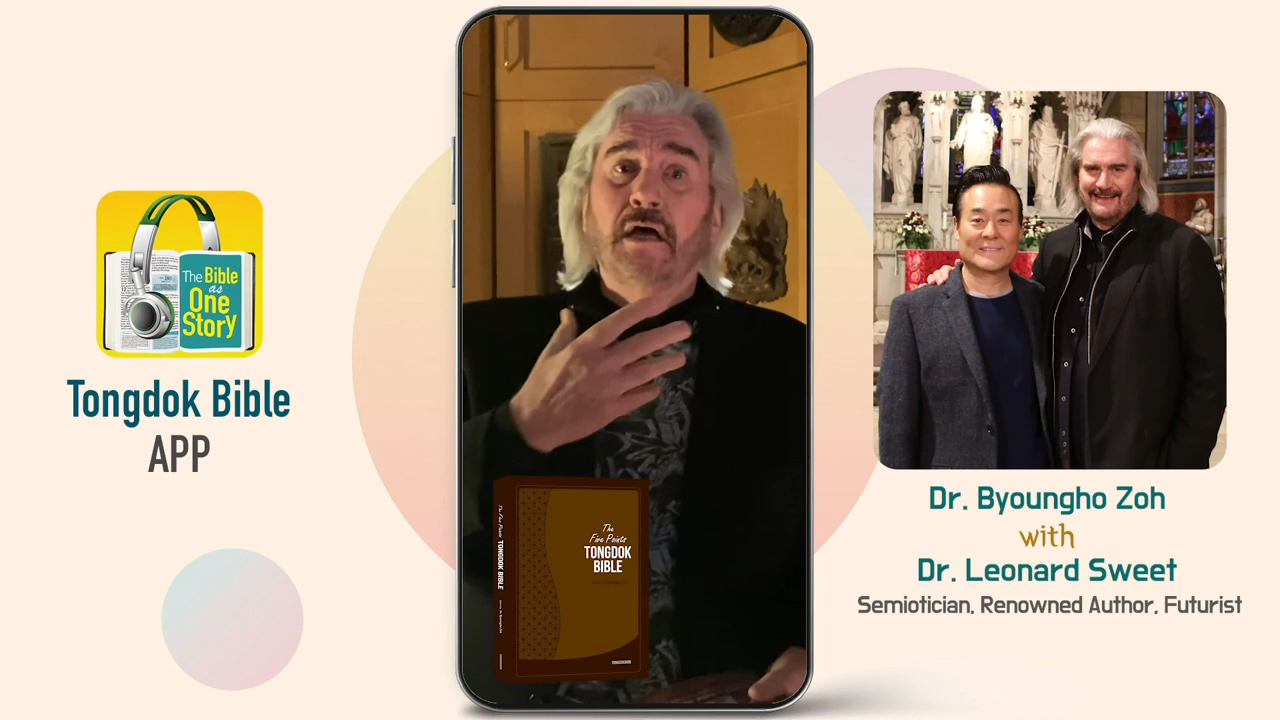 The Bible
as
One
Story
Tongdok Bible
APP
The
Five Points
TONGDOK
BIBLE
The Five Points TONGDOK BIBLE
Dr. Byoungho Zoh
with
Dr. Leonard Sweet
Semiotician, Renowned Author, Futurist